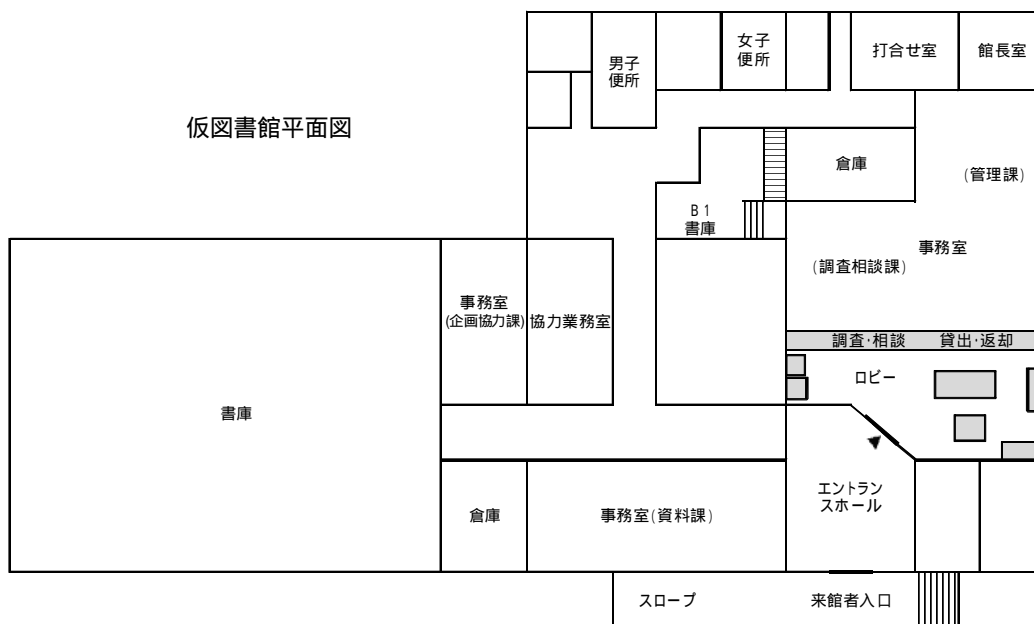 仮図書館平面図
男子
便所
女子
便所
打合せ室
館長室
倉庫
(管理課)
B1
書庫
事務室
(調査相談課)
事務室
(企画協力課)
協力業務室
調査・相談
貸出・返却
ロビー
書庫
エントラン
スホール
倉庫
事務室(資料課)
スロープ
来館者入口